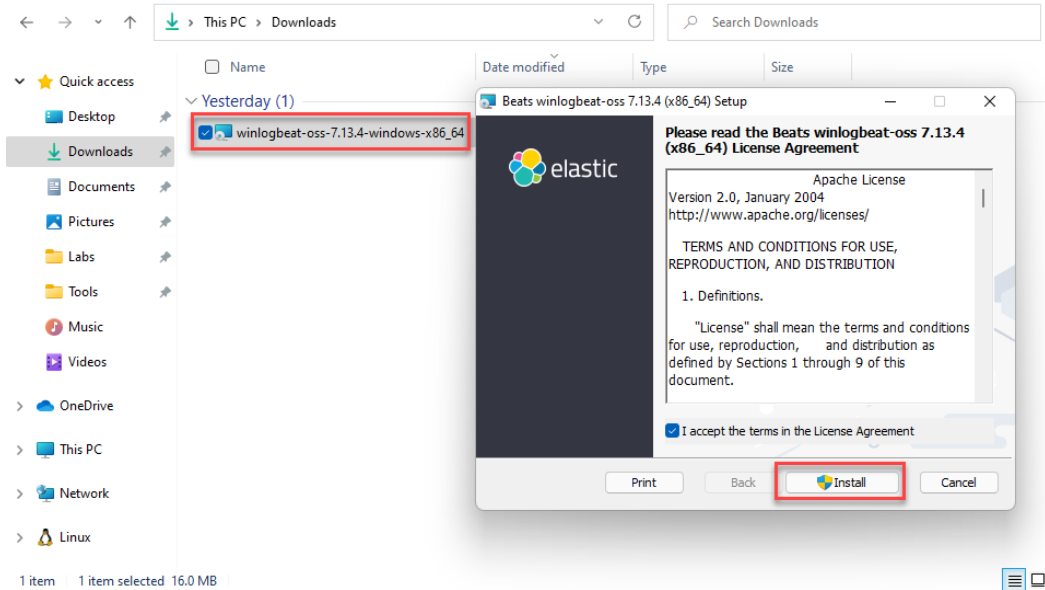 This PC > Downloads
Search Downloads
Name
Date modified
Type
Size
Quick access
Desktop
Downloads
Documents
Pictures
Labs
Tools
Music
Videos
OneDrive
This PC
Network
Linux
Yesterday (1)
winlogbeat-oss-7.13.4-windows-x86_64
Beats winlogbeat-oss 7.13.4 (x86_64) Setup
elastic
Please read the Beats winlogbeat-oss 7.13.4
(x86_64) License Agreement
Apache License
Version 2.0, January 2004
http://www.apache.org/licenses/
TERMS AND CONDITIONS FOR USE,
REPRODUCTION, AND DISTRIBUTION
1. Definitions.
"License" shall mean the terms and conditions
for use, reproduction, and distribution as
defined by Sections 1 through 9 of this
document.
I accept the terms in the License Agreement
Print
Back
Install
Cancel
1 item
1 item selected 16.0 MB